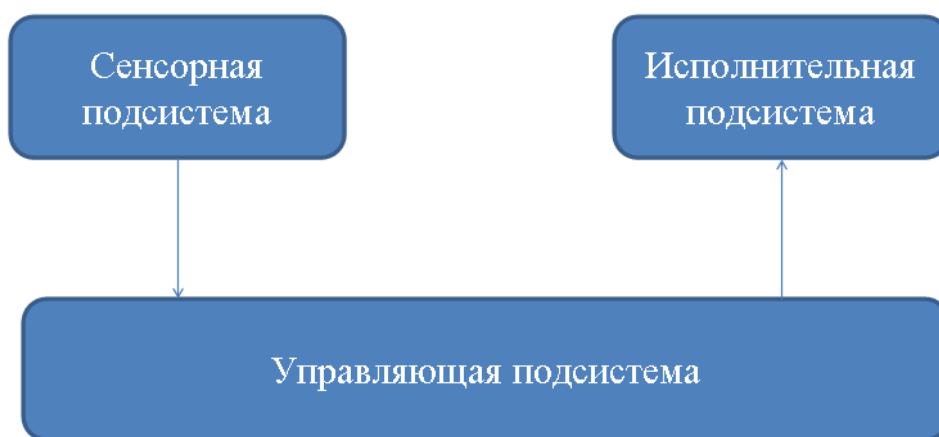 Сенсорная
подсистема
Исполнительная
подсистема
Управляющая подсистема